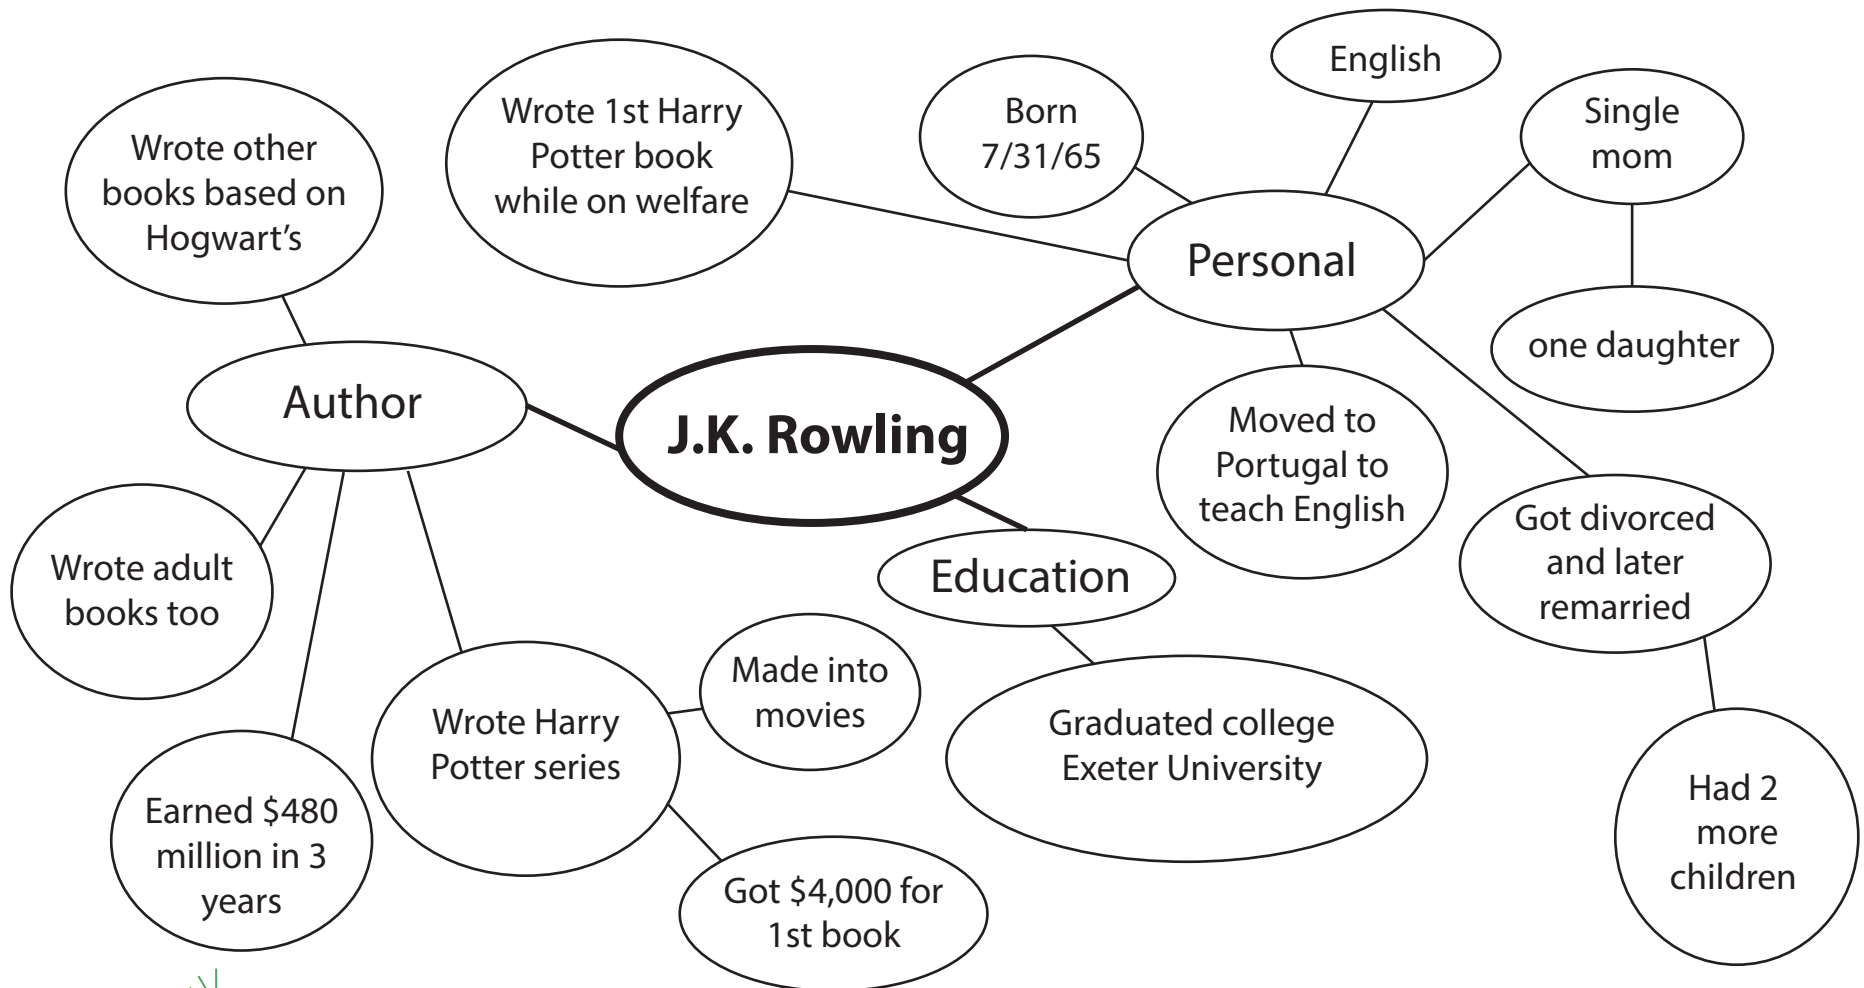 J.K. Rowling
Author
Wrote other
books based on
Hogwart's
Wrote adult
books too
Earned $480
million in 3
years
Wrote Harry
Potter series
Made into
movies
Got $4,000 for
1st book
Personal
Wrote 1st Harry
Potter book
while on welfare
Born
7/31/65
English
Single
mom
one daughter
Moved to
Portugal to
teach English
Got divorced
and later
remarried
Had 2
more
children
Education
Graduated college
Exeter University